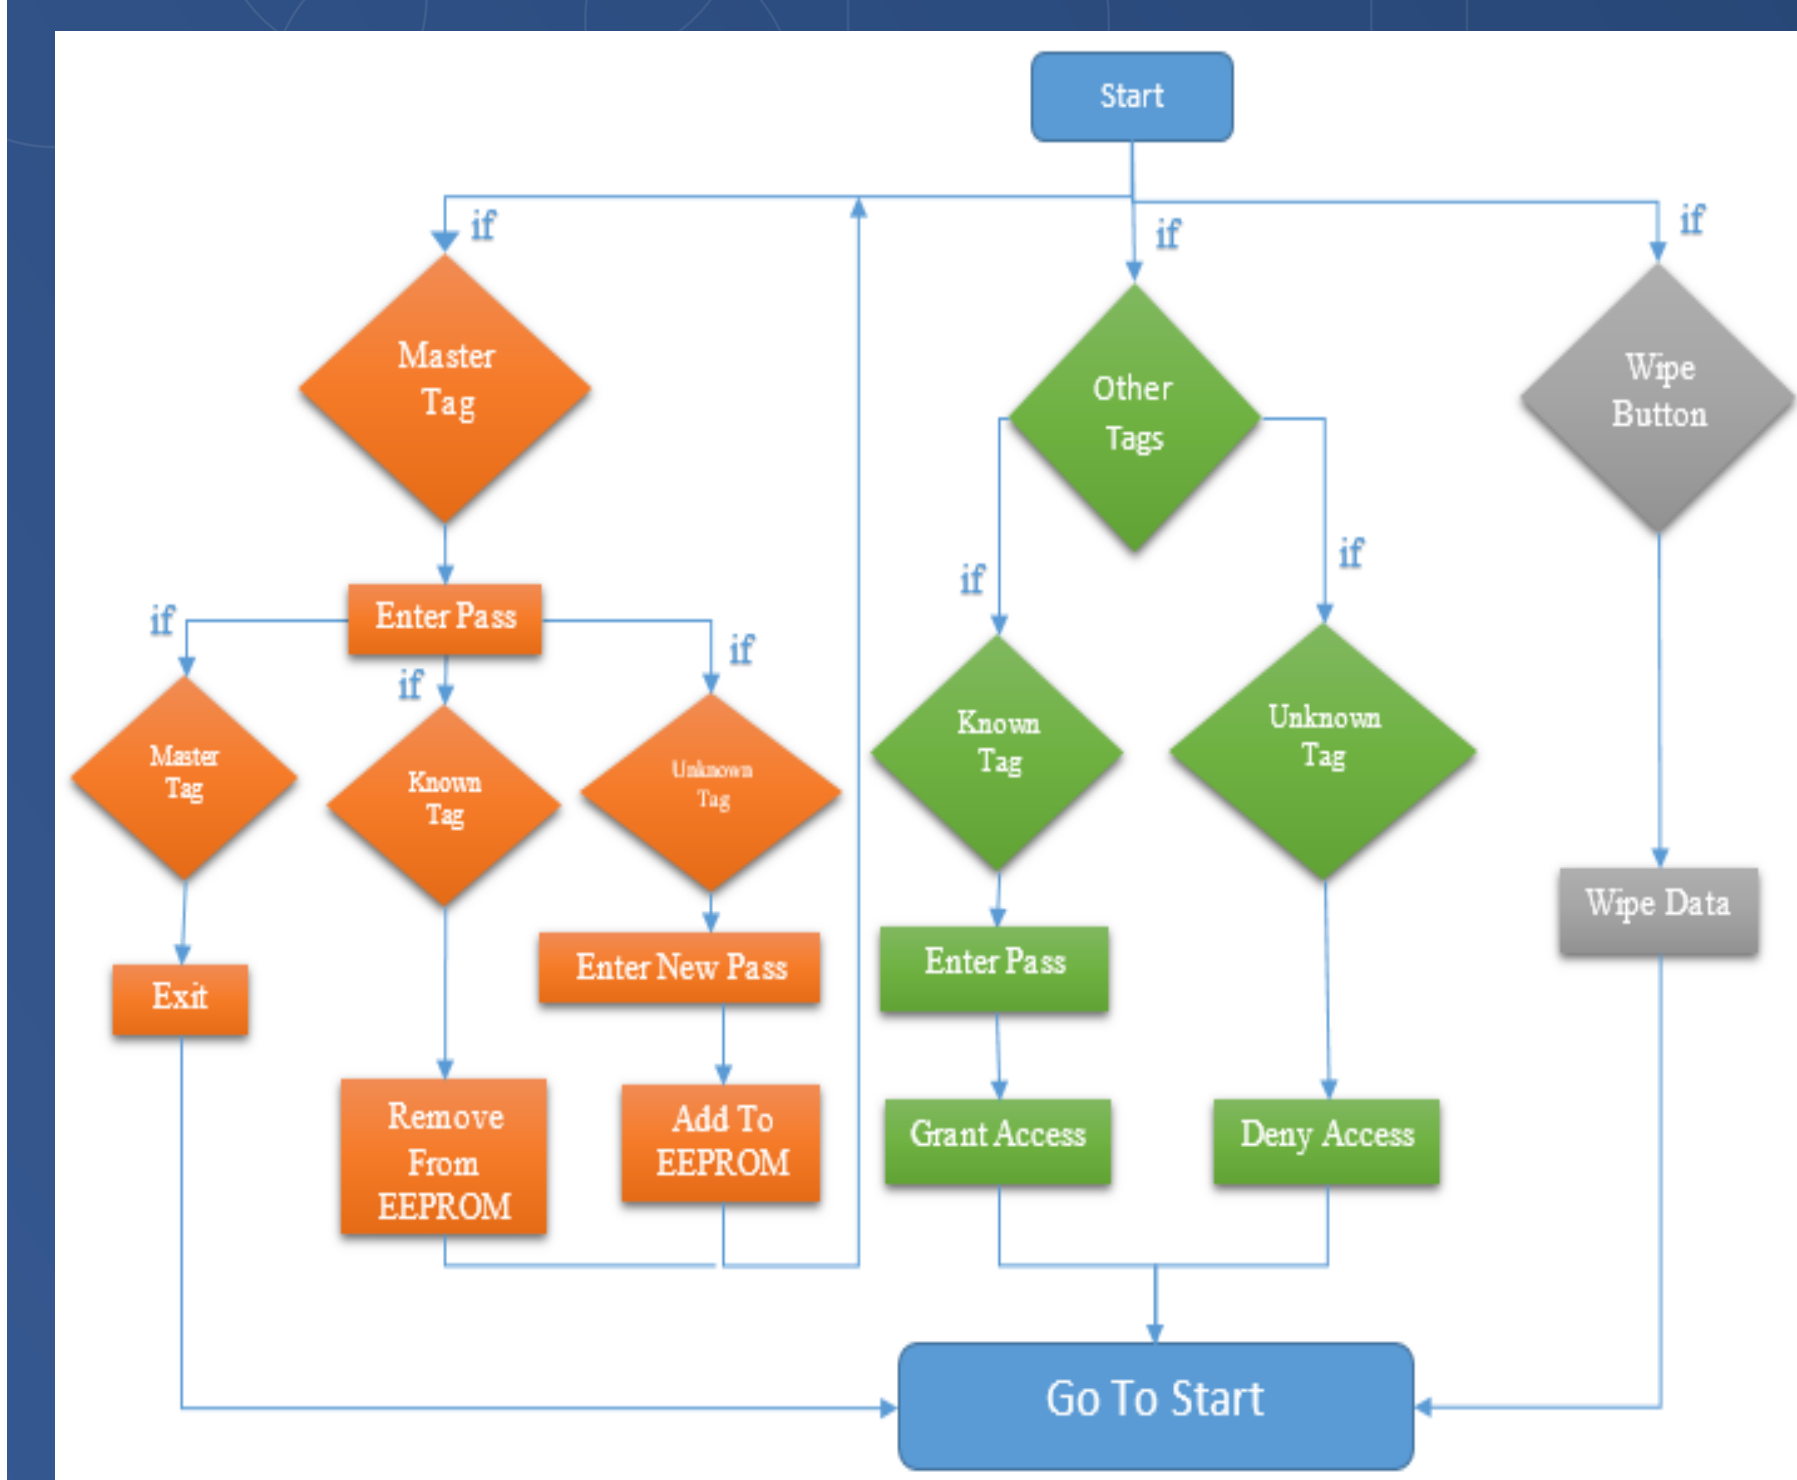 Start
if
if
if
Master
Tag
Other
Tags
Wipe
Button
if
if
Enter Pass
if
if
if
Master
Tag
Known
Tag
Unknown
Tag
Known
Tag
Unknown
Tag
Wipe Data
Exit
Enter New Pass
Enter Pass
Remove
From
EEPROM
Add To
EEPROM
Grant Access
Deny Access
Go To Start